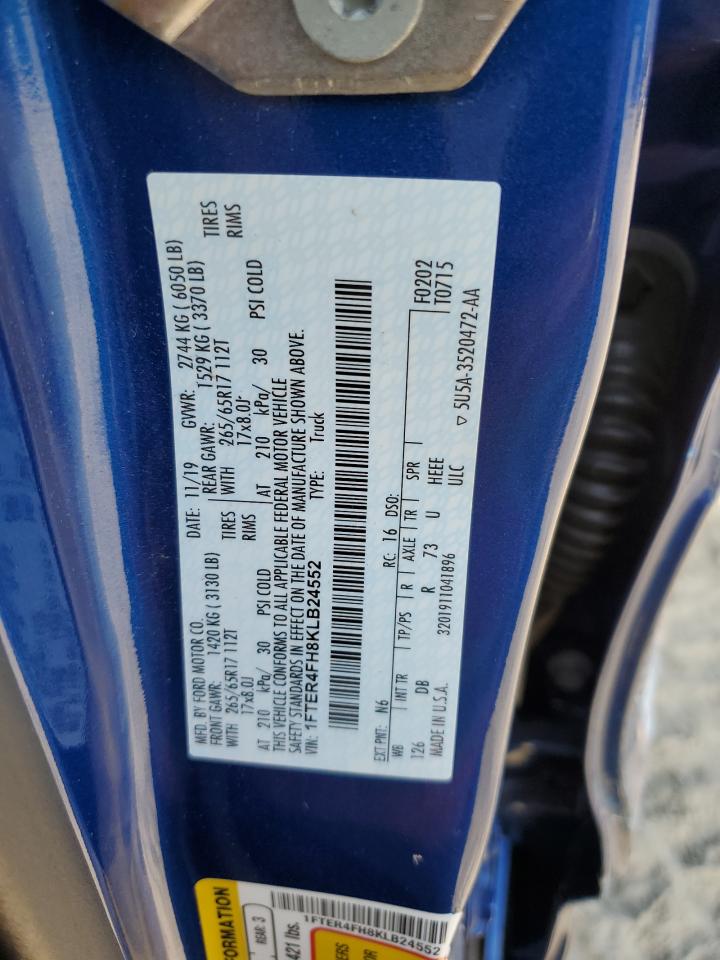 MFD. BY FORD MOTOR CO. DATE: 11/19 GVWR: 2744 KG ( 6050 LB)
FRONT GAWR: 1420 KG ( 3130 LB) REAR GAWR: 1529 KG ( 3370 LB)
WITH 265/65R17 112T TIRES WITH 265/65R17 112T TIRES
17x8.0J RIMS 17x8.0J RIMS
AT 210 kPa/ 30 PSI COLD AT 210 kPa/ 30 PSI COLD
THIS VEHICLE CONFORMS TO ALL APPLICABLE FEDERAL MOTOR VEHICLE
SAFETY STANDARDS IN EFFECT ON THE DATE OF MANUFACTURE SHOWN ABOVE.
VIN: 1FTER4FH8KLB24552 TYPE: Truck
EXT PNT: N6 RC: 16 DSO:
WB INT TR TP/PS R AXLE TR SPR F0202
126 DB R 73 U HEEE T0715
MADE IN U.S.A. 3201911041896 ULC
5U5A-3520472-AA
FORMATION
REAR: 3
421 lbs.
1FTER4FH8KLB24552